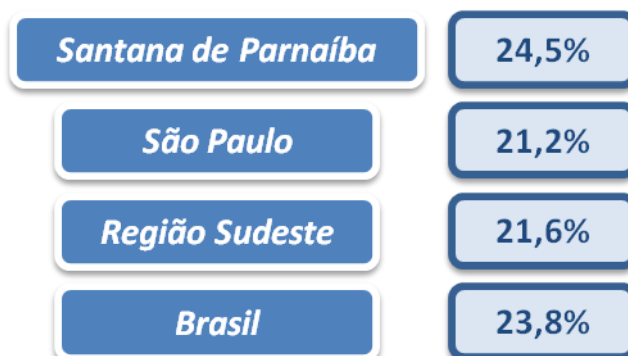 Santana de Parnaíba 24,5%
São Paulo 21,2%
Região Sudeste 21,6%
Brasil 23,8%